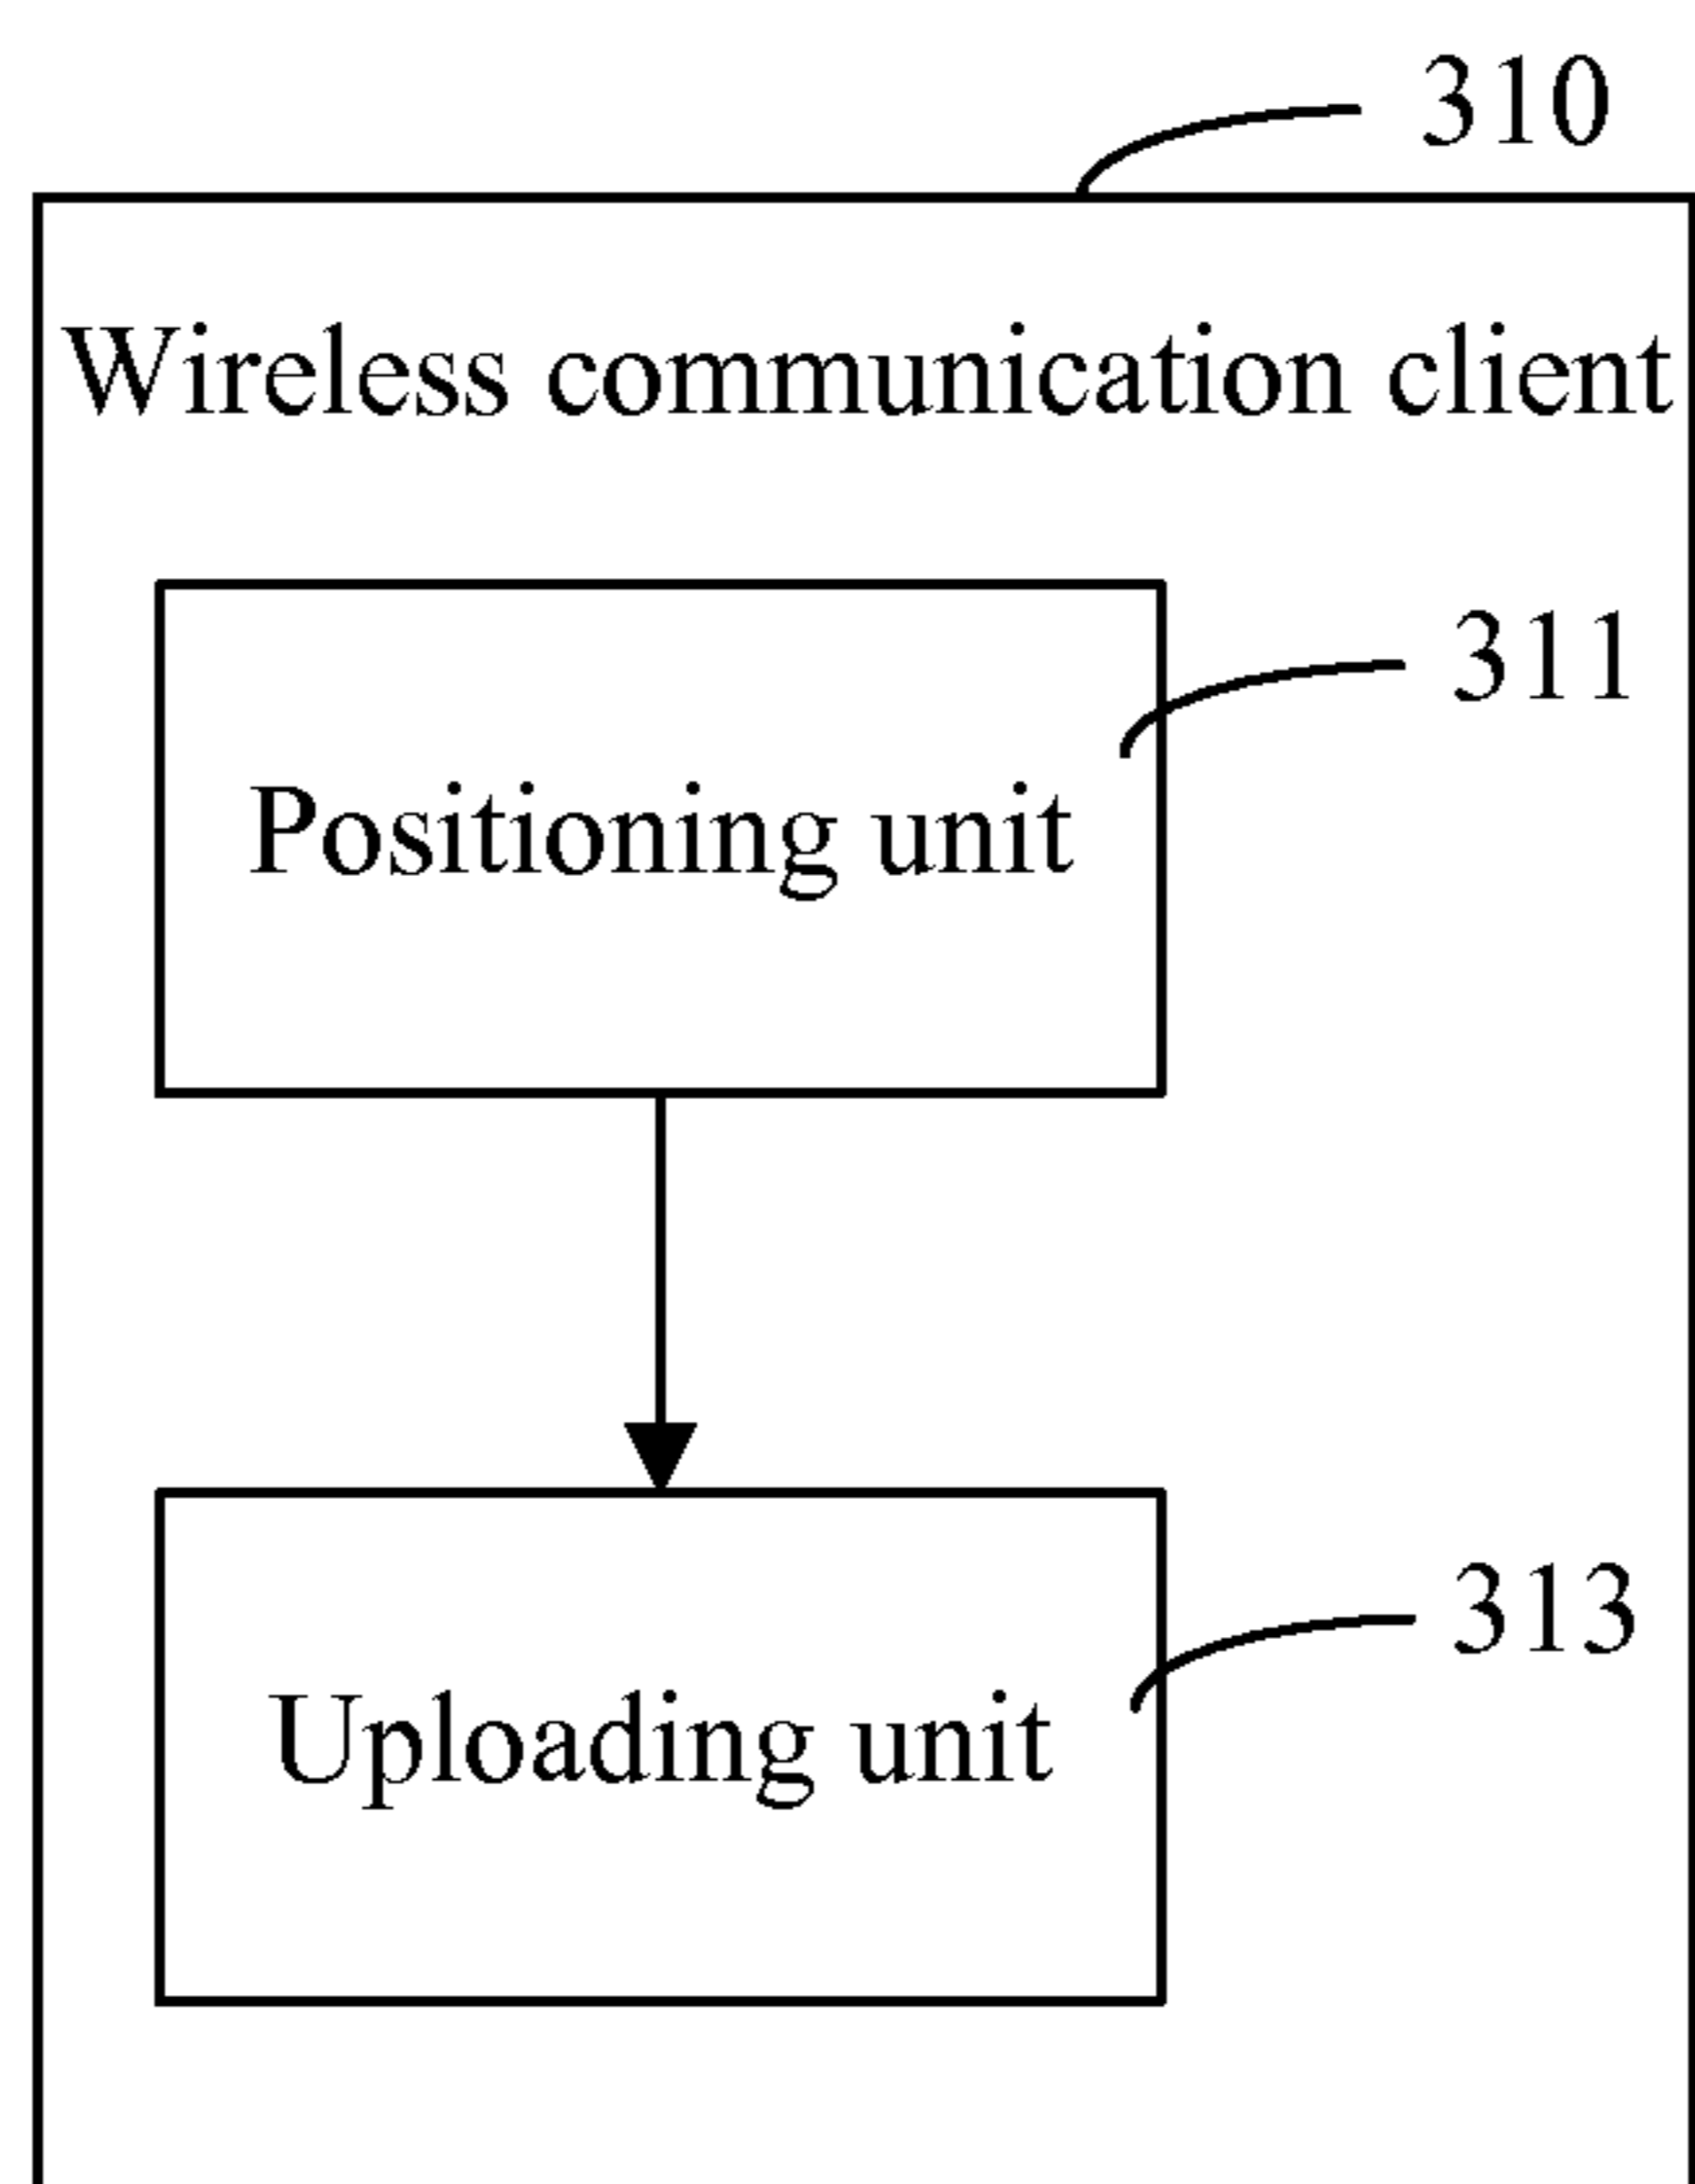 310
Wireless communication client
311
Positioning unit
313
Uploading unit